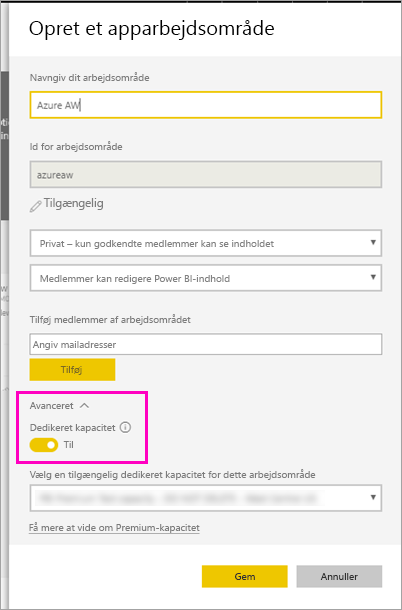 Opret et apparbejdsområde
Navngiv dit arbejdsområde
Azure AW
Id for arbejdsområde
azureaw
Tilgængelig
Privat – kun godkendte medlemmer kan se indholdet
Medlemmer kan redigere Power BI-indhold
Tilføj medlemmer af arbejdsområdet
Angiv mailadresser
Tilføj
Avanceret
Dedikeret kapacitet
Til
Vælg en tilgængelig dedikeret kapacitet for dette arbejdsområde
Få mere at vide om Premium-kapacitet
Gem
Annuller